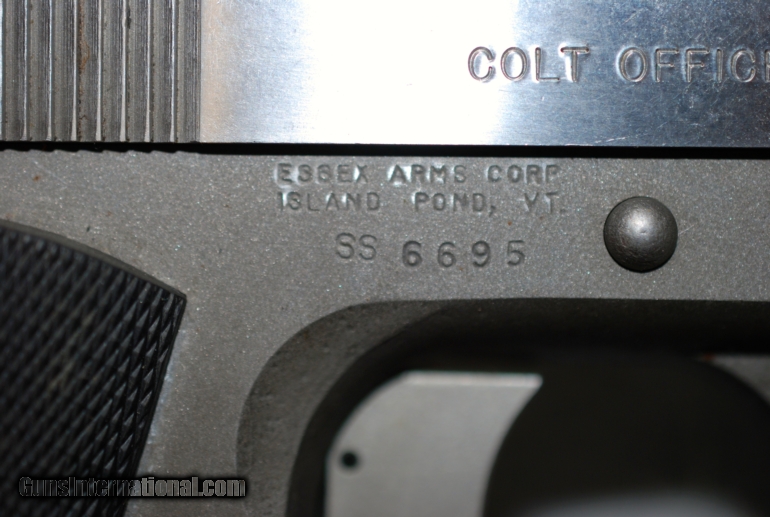 COLT OFFIC
ESSEX ARMS CORP
ISLAND POND, VT.
SS 6695
GunsInternational.com